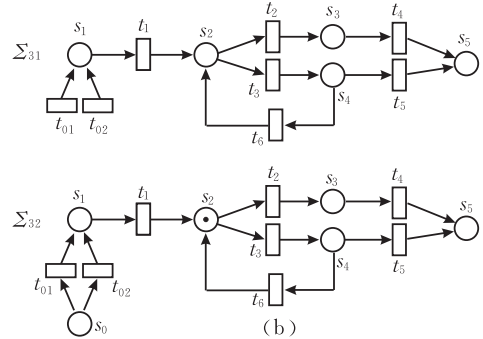 s₁ t₁ s₂ t₂ s₃ t₄ s₅
Σ₃₁
t₃ s₄ t₅
t₀₁ t₀₂ t₆
s₁ t₁ s₂ t₂ s₃ t₄ s₅
Σ₃₂
t₃ s₄ t₅
t₀₁ t₀₂ t₆
s₀ (b)